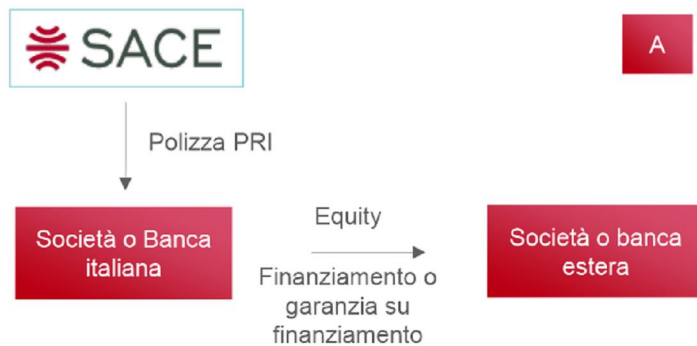 SACE
A
Polizza PRI
Società o Banca
italiana
Equity
Finanziamento o
garanzia su
finanziamento
Società o banca
estera